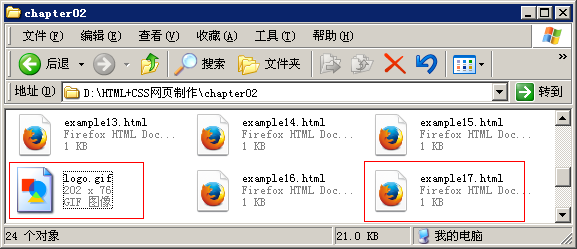 chapter02
文件(F) 编辑(E) 查看(V) 收藏(A) 工具(T) 帮助(H)
后退 搜索 文件夹
地址(D) D:\HTML+CSS网页制作\chapter02 转到
example13.html
Firefox HTML Doc...
1 KB
example14.html
Firefox HTML Doc...
1 KB
example15.html
Firefox HTML Doc...
1 KB
logo.gif
202 x 76
GIF 图像
example16.html
Firefox HTML Doc...
1 KB
example17.html
Firefox HTML Doc...
1 KB
24 个对象 21.0 KB 我的电脑